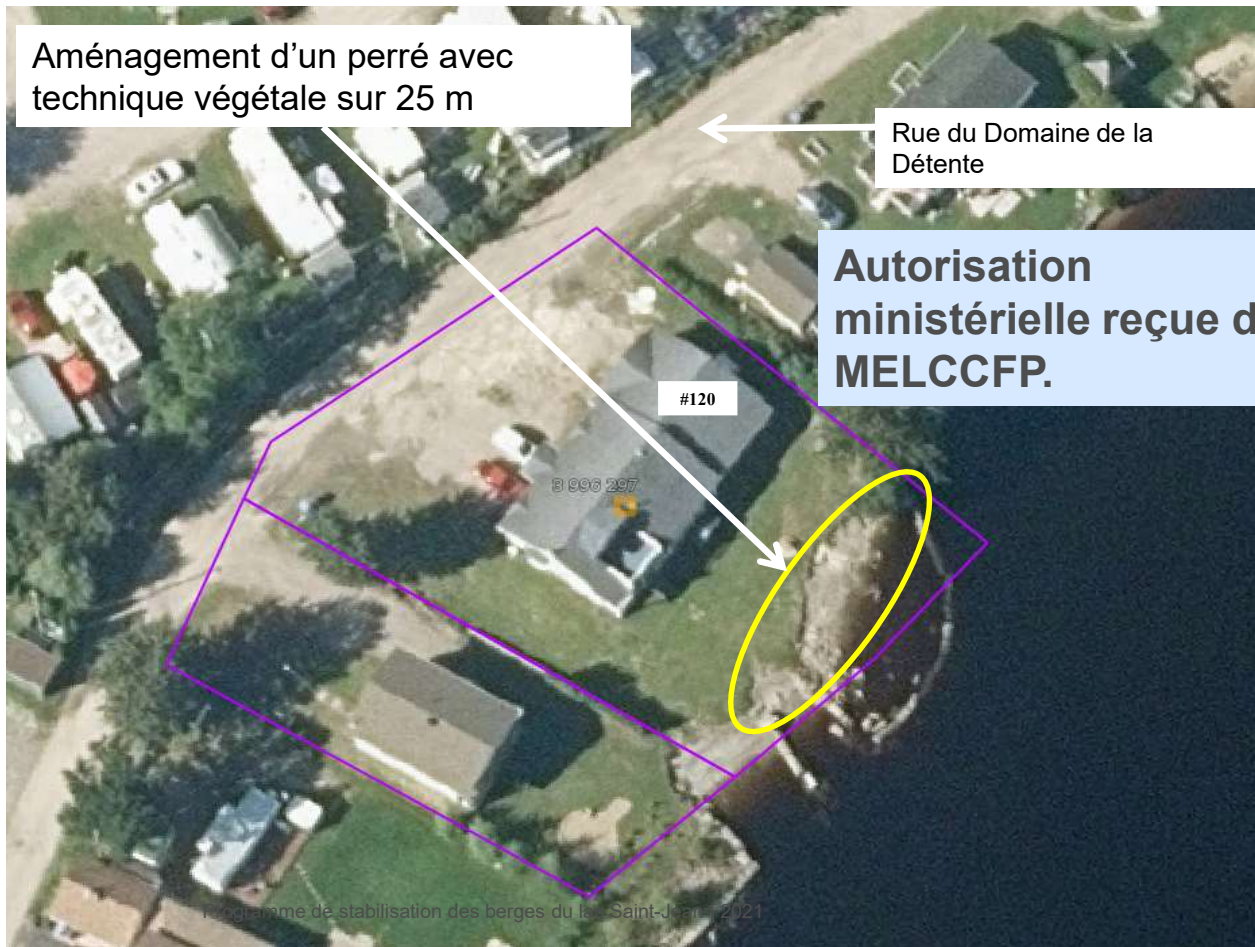 Aménagement d'un perré avec
technique végétale sur 25 m
Rue du Domaine de la
Détente
Autorisation
ministérielle reçue d
MELCCFP.
#120
3 996 297
Programme de stabilisation des berges du lac Saint-Jean 2021